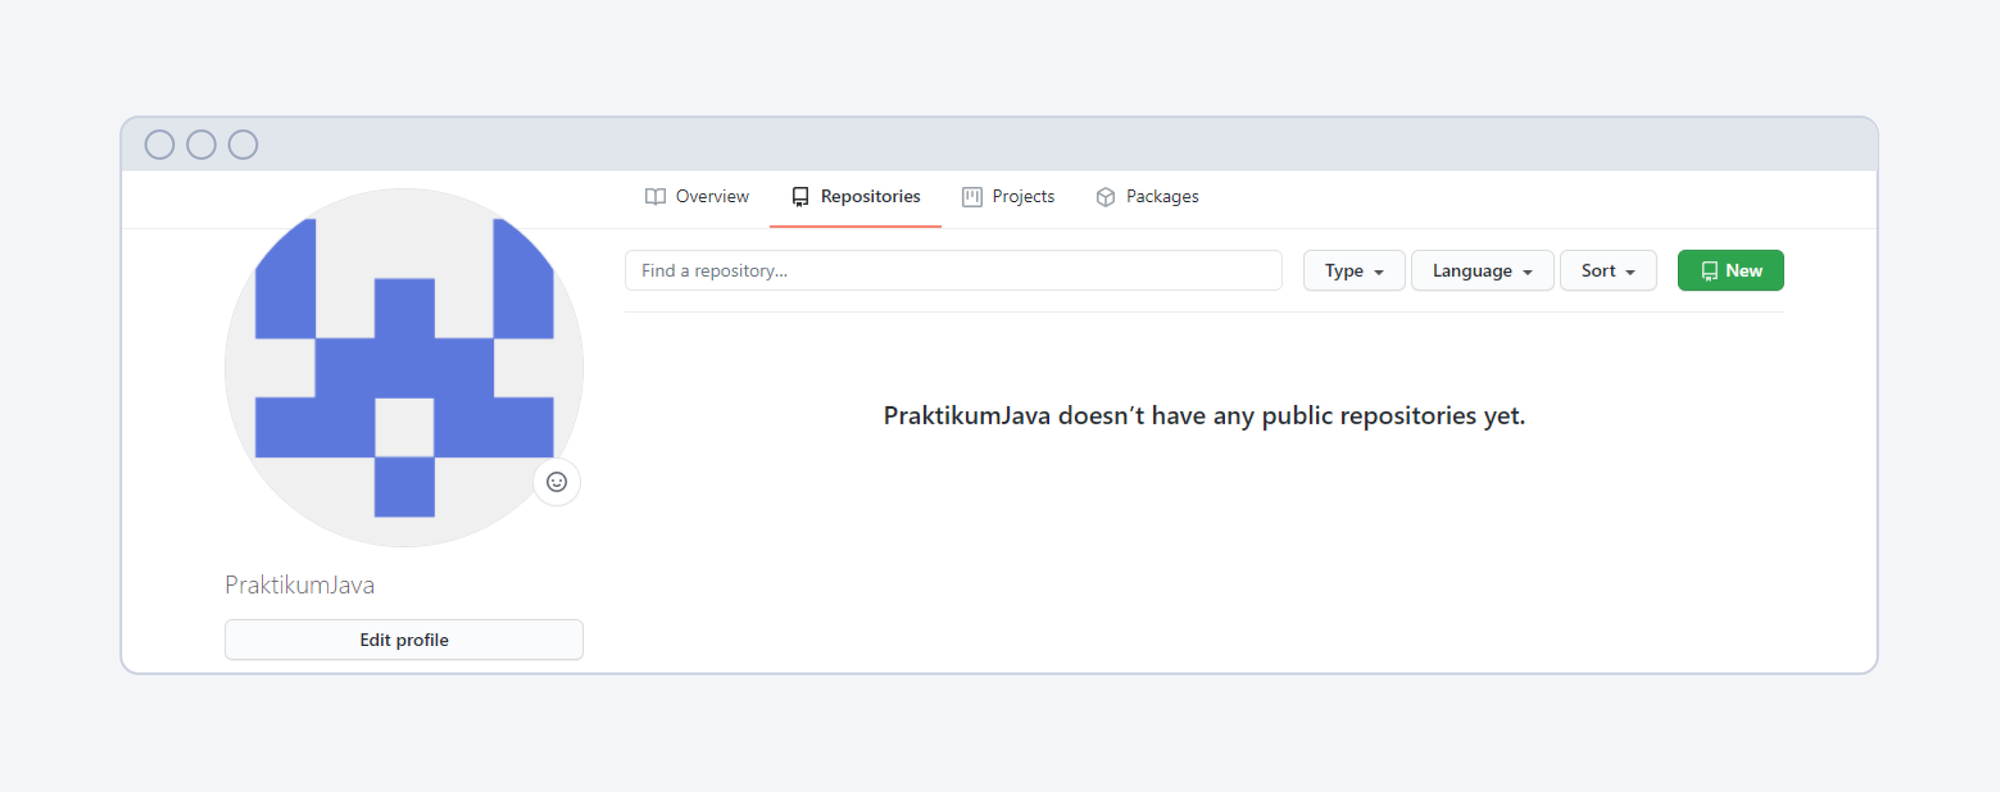 Overview Repositories Projects Packages
Find a repository... Type Language Sort New
PraktikumJava doesn’t have any public repositories yet.
PraktikumJava
Edit profile